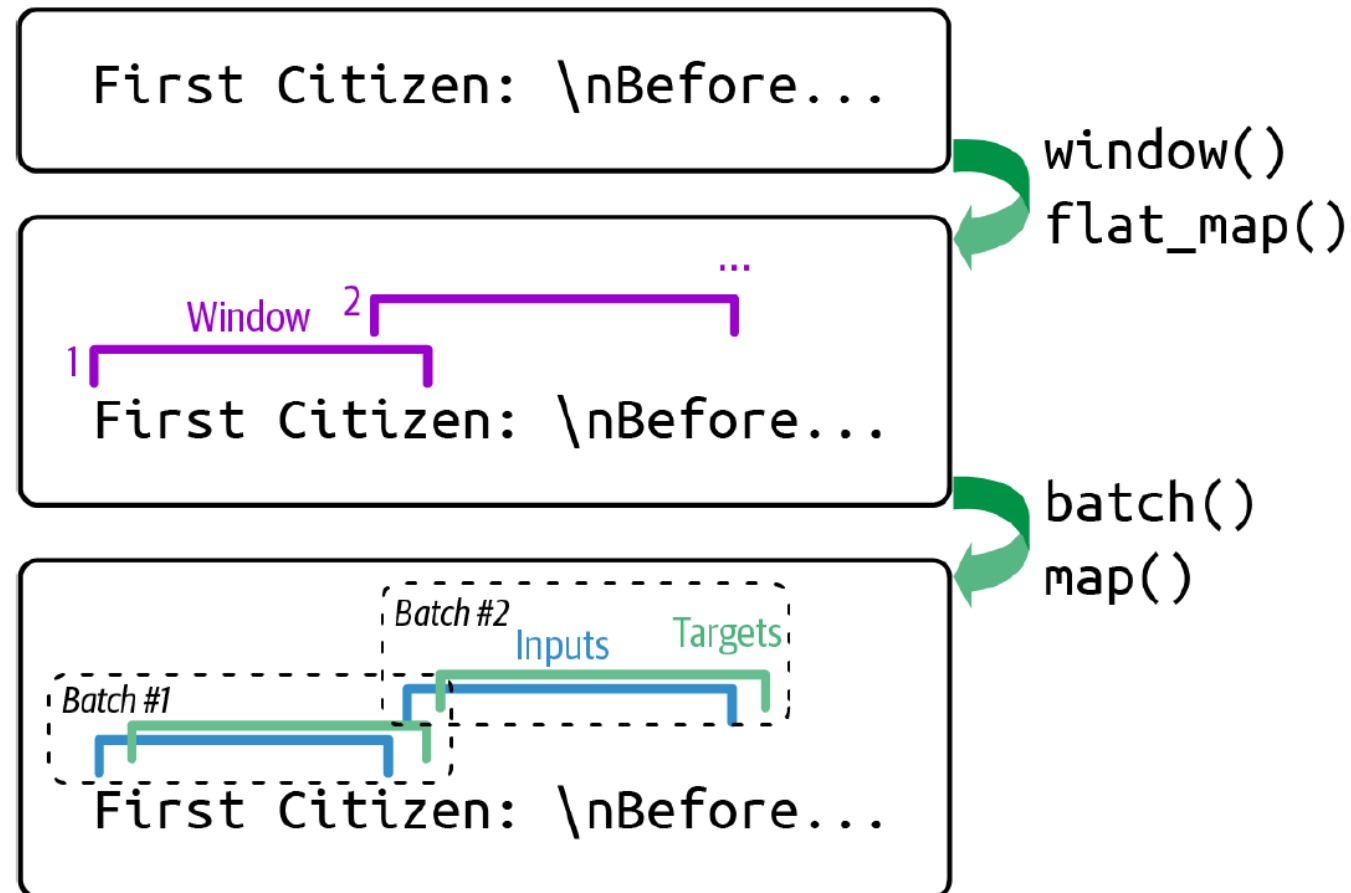 First Citizen: \nBefore...
window()
flat_map()
...
Window
2
1
First Citizen: \nBefore...
batch()
map()
Batch #2
Inputs
Targets
Batch #1
First Citizen: \nBefore...